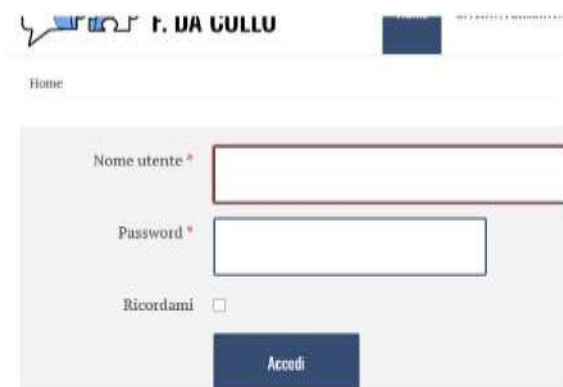 F. DA COLLO
Home
Nome utente *
Password *
Ricordami
Accedi